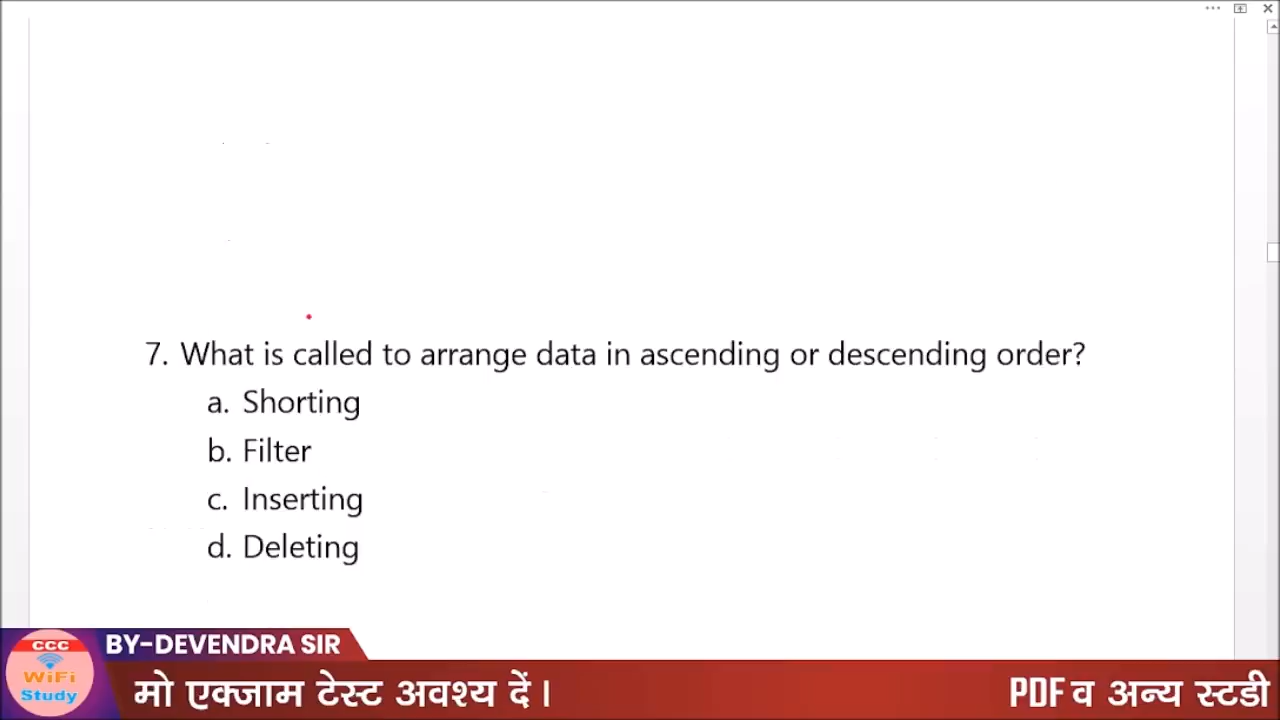 7. What is called to arrange data in ascending or descending order?
a. Shorting
b. Filter
c. Inserting
d. Deleting
BY-DEVENDRA SIR
CCC
WiFi
Study
मो एक्जाम टेस्ट अवश्य दें।
PDF व अन्य स्टडी